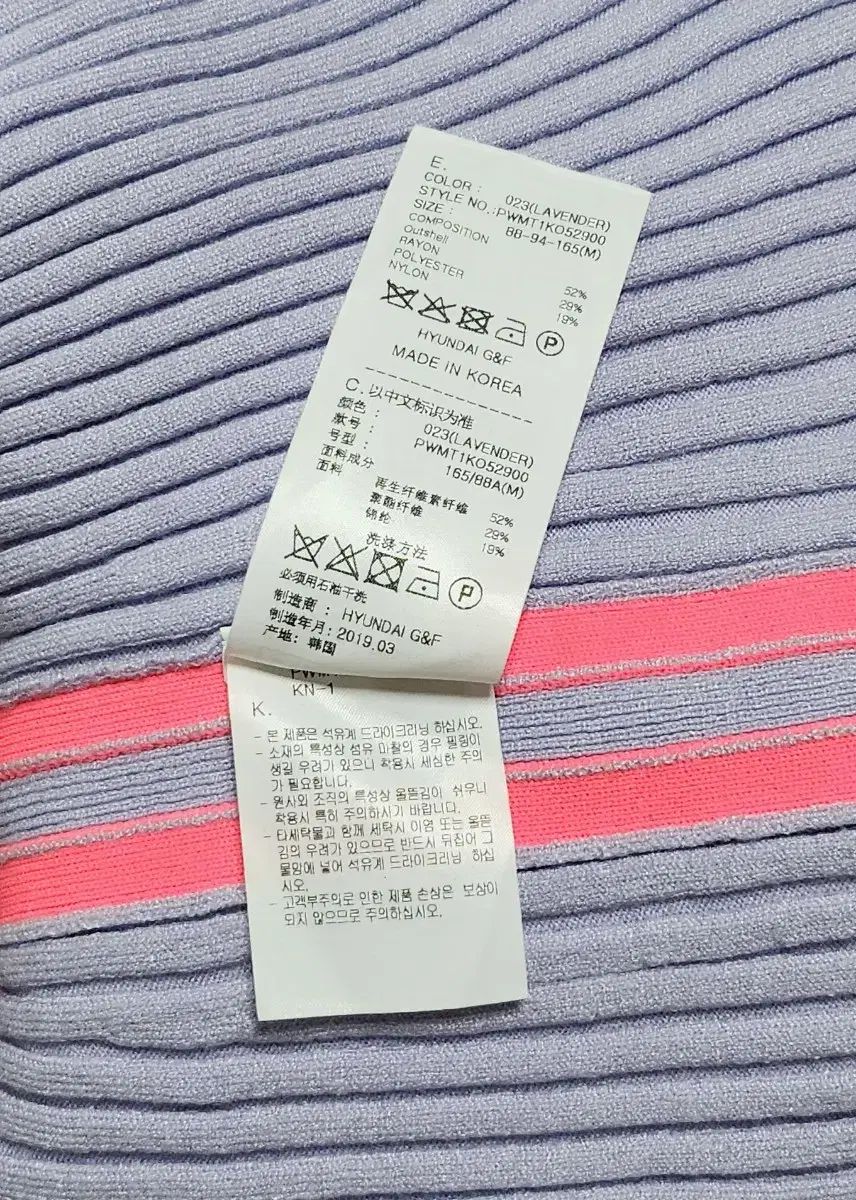 E.
COLOR : 023(LAVENDER)
STYLE NO.:PWMT1KO52900
SIZE : 88-94-165(M)
COMPOSITION
Outshell
RAYON 52%
POLYESTER 29%
NYLON 19%
P
HYUNDAI G&F
MADE IN KOREA
C. 以中文标识为准
颜色 : 023(LAVENDER)
款号 : PWMT1KO52900
号型 : 165/88A(M)
面料成分
面料
再生纤维素纤维 52%
聚酯纤维 29%
锦纶 19%
洗涤方法
P
必须用石油干洗
制造商 : HYUNDAI G&F
制造年月 : 2019.03
产地: 韩国
KN-1
K.
- 본 제품은 석유계 드라이크리닝 하십시오.
- 소재의 특성상 섬유 마찰의 경우 필링이
생길 우려가 있으니 착용시 세심한 주의
가 필요합니다.
- 원사와 조직의 특성상 올뜯김이 쉬우니
착용시 특히 주의하시기 바랍니다.
- 타세탁물과 함께 세탁시 이염 또는 올뜯
김의 우려가 있으므로 반드시 뒤집어 그
물망에 넣어 석유계 드라이크리닝 하십
시오.
- 고객부주의로 인한 제품 손상은 보상이
되지 않으므로 주의하십시오.